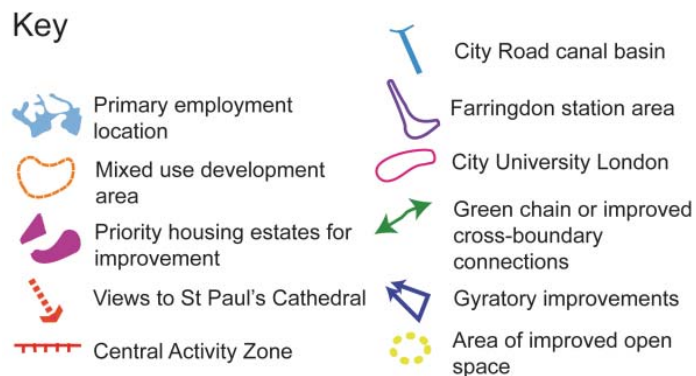 Key
Primary employment
location
Mixed use development
area
Priority housing estates for
improvement
Views to St Paul's Cathedral
Central Activity Zone
City Road canal basin
Farringdon station area
City University London
Green chain or improved
cross-boundary
connections
Gyratory improvements
Area of improved open
space